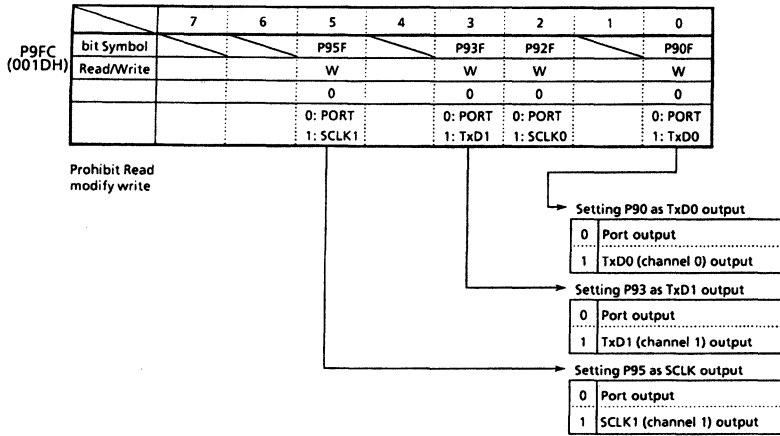 7 6 5 4 3 2 1 0
P9FC
(001DH)
bit Symbol P95F P93F P92F P90F
Read/Write W W W W
0 0 0 0
0: PORT 0: PORT 0: PORT 0: PORT
1: SCLK1 1: TxD1 1: SCLK0 1: TxD0
Prohibit Read
modify write
Setting P90 as TxD0 output
0 Port output
1 TxD0 (channel 0) output
Setting P93 as TxD1 output
0 Port output
1 TxD1 (channel 1) output
Setting P95 as SCLK output
0 Port output
1 SCLK1 (channel 1) output